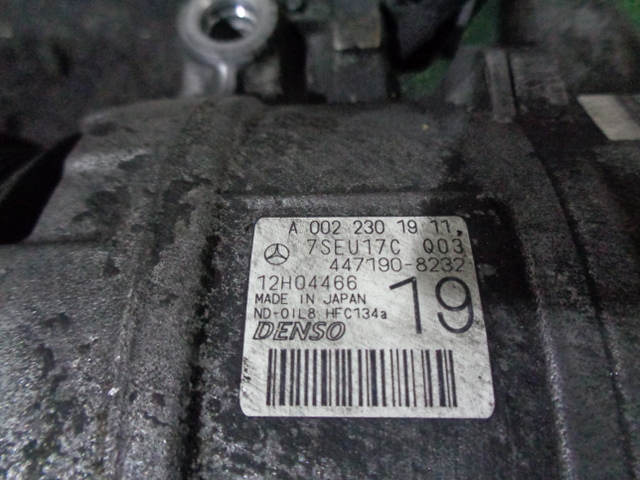 A 002 230 19 11
7SEU17C Q03
447190-8232
12H04466
MADE IN JAPAN
ND-OIL8 HFC134a
19
DENSO